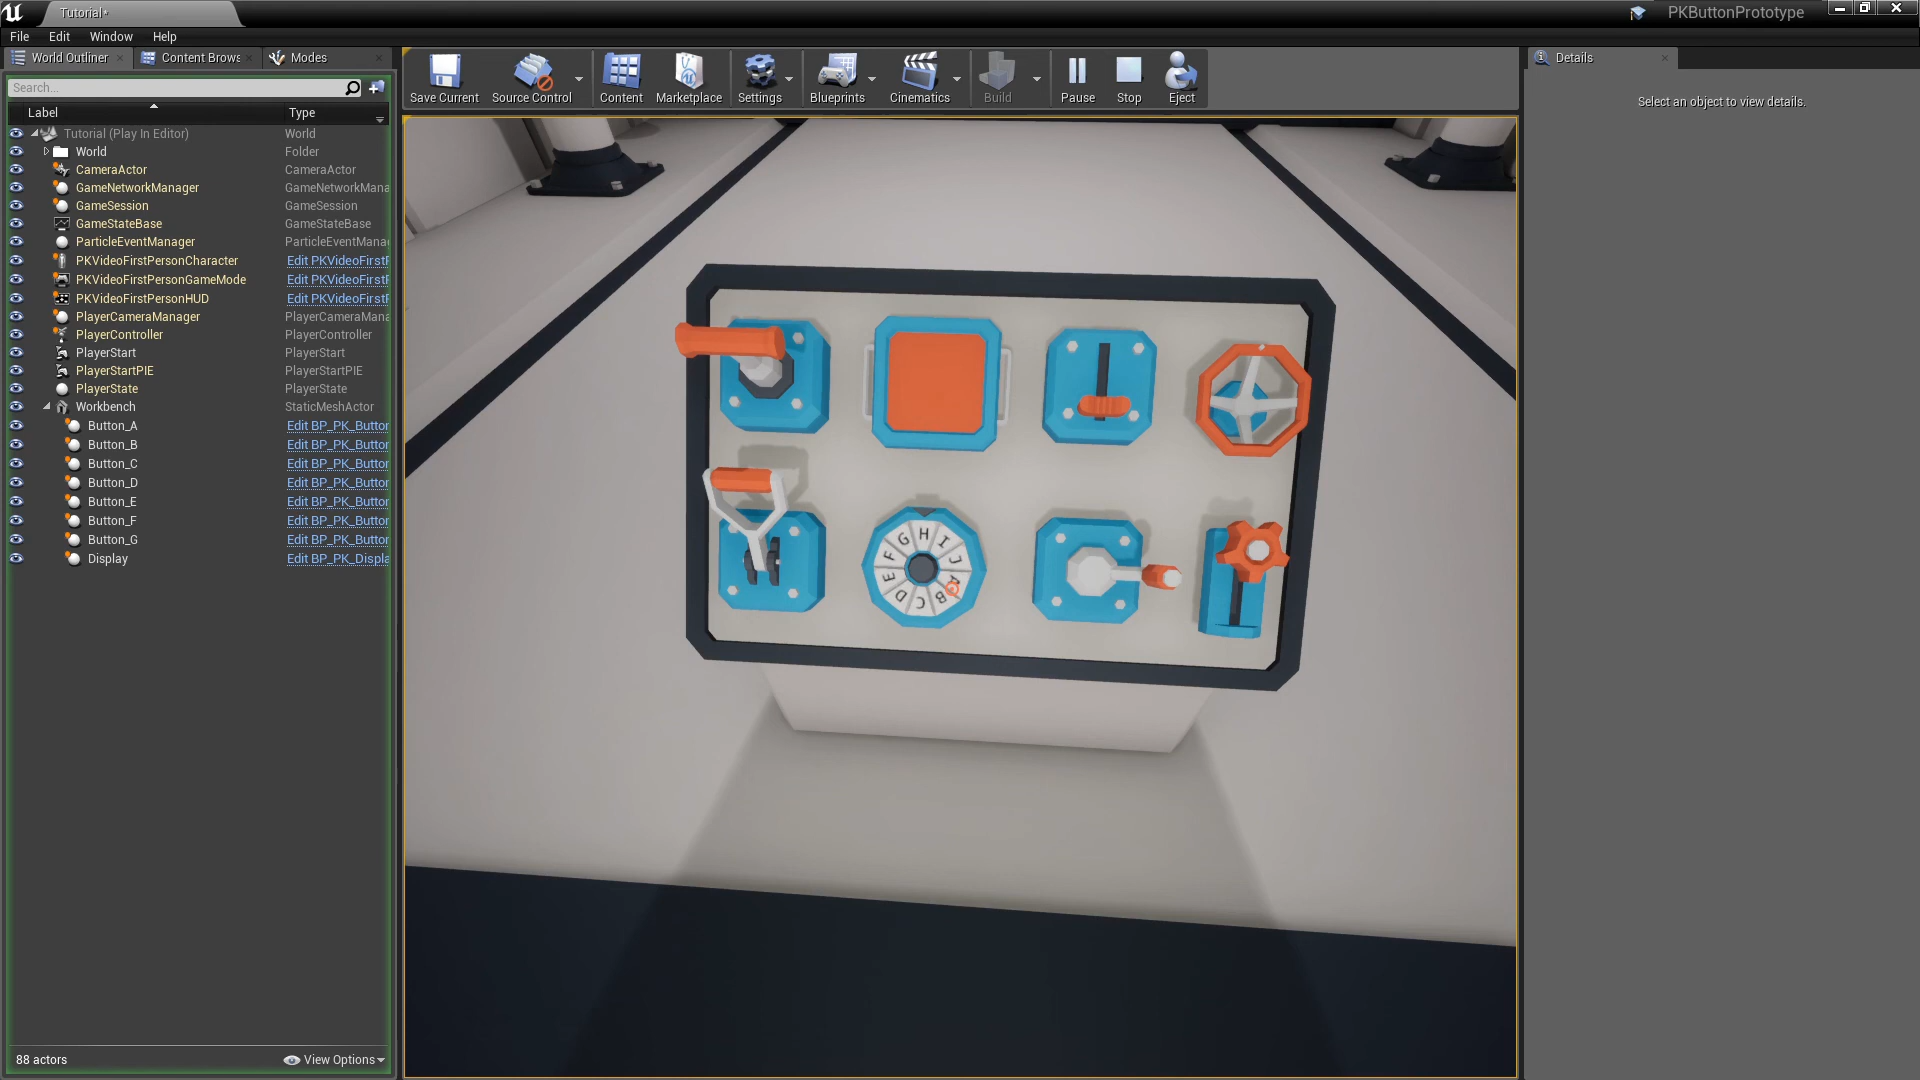 Tutorial*
PKButtonPrototype
File Edit Window Help
World Outliner
Content Brows
Modes
Details
Search...
Save Current
Source Control
Content
Marketplace
Settings
Blueprints
Cinematics
Build
Pause
Stop
Eject
Select an object to view details.
Label Type
Tutorial (Play In Editor) World
World Folder
CameraActor CameraActor
GameNetworkManager GameNetworkMana
GameSession GameSession
GameStateBase GameStateBase
ParticleEventManager ParticleEventMana
PKVideoFirstPersonCharacter Edit PKVideoFirstP
PKVideoFirstPersonGameMode Edit PKVideoFirstP
PKVideoFirstPersonHUD Edit PKVideoFirstP
PlayerCameraManager PlayerCameraMana
PlayerController PlayerController
PlayerStart PlayerStart
PlayerStartPIE PlayerStartPIE
PlayerState PlayerState
Workbench StaticMeshActor
Button_A Edit BP_PK_Button
Button_B Edit BP_PK_Button
Button_C Edit BP_PK_Button
Button_D Edit BP_PK_Button
Button_E Edit BP_PK_Button
Button_F Edit BP_PK_Button
Button_G Edit BP_PK_Button
Display Edit BP_PK_Displa
A B C D E F G H I J
88 actors
View Options